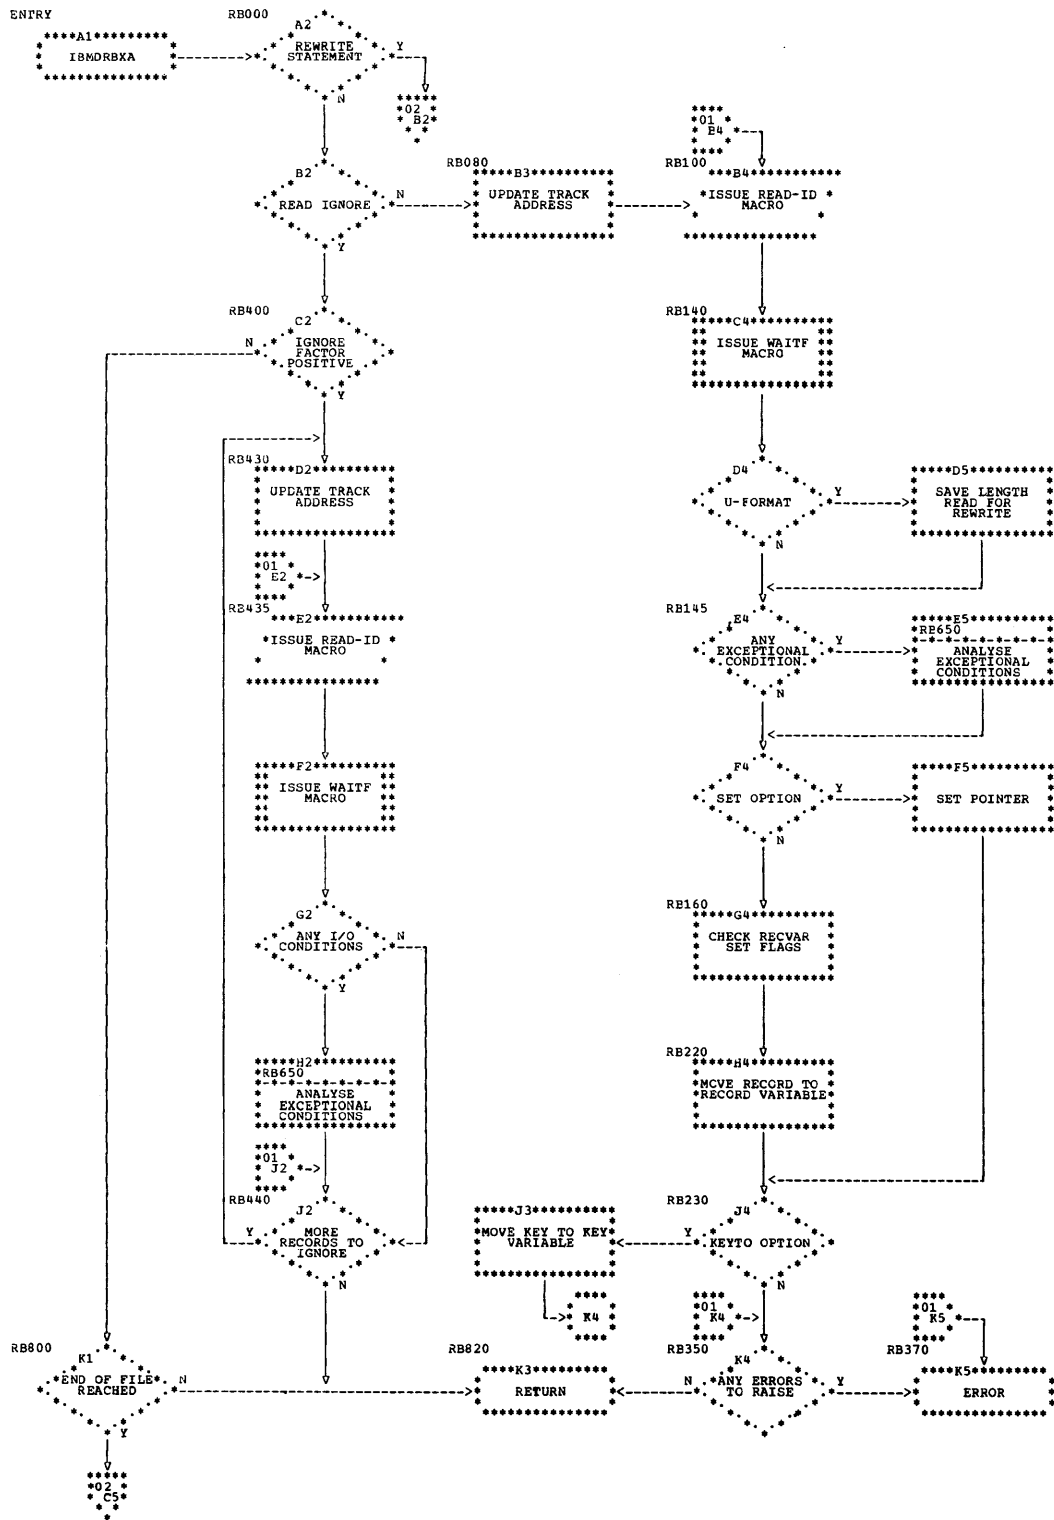 ENTRY
RB000
A1
IBMDRBXA
A2
REWRITE
STATEMENT
Y
N
02
B2
01
B4
B2
READ IGNORE
N
Y
RB080
B3
UPDATE TRACK
ADDRESS
RB100
B4
ISSUE READ-ID
MACRO
RB400
C2
IGNORE
FACTOR
POSITIVE
N
Y
RB140
C4
ISSUE WAITF
MACRO
RB430
D2
UPDATE TRACK
ADDRESS
D4
U-FORMAT
Y
N
D5
SAVE LENGTH
READ FOR
REWRITE
01
E2
RB435
E2
ISSUE READ-ID
MACRO
RB145
E4
ANY
EXCEPTIONAL
CONDITION
Y
N
E5
RB650
ANALYSE
EXCEPTIONAL
CONDITIONS
F2
ISSUE WAITF
MACRO
F4
SET OPTION
Y
N
F5
SET POINTER
G2
ANY I/O
CONDITIONS
N
Y
RB160
G4
CHECK RECVAR
SET FLAGS
H2
RB650
ANALYSE
EXCEPTIONAL
CONDITIONS
RB220
H4
MOVE RECORD TO
RECORD VARIABLE
01
J2
RB440
J2
MORE
RECORDS TO
IGNORE
Y
N
J3
MOVE KEY TO KEY
VARIABLE
RB230
J4
KEYTO OPTION
Y
N
K4
01
K4
01
K5
RB800
K1
END OF FILE
REACHED
N
Y
RB820
K3
RETURN
RB350
K4
ANY ERRORS
TO RAISE
N
Y
RB370
K5
ERROR
02
C5